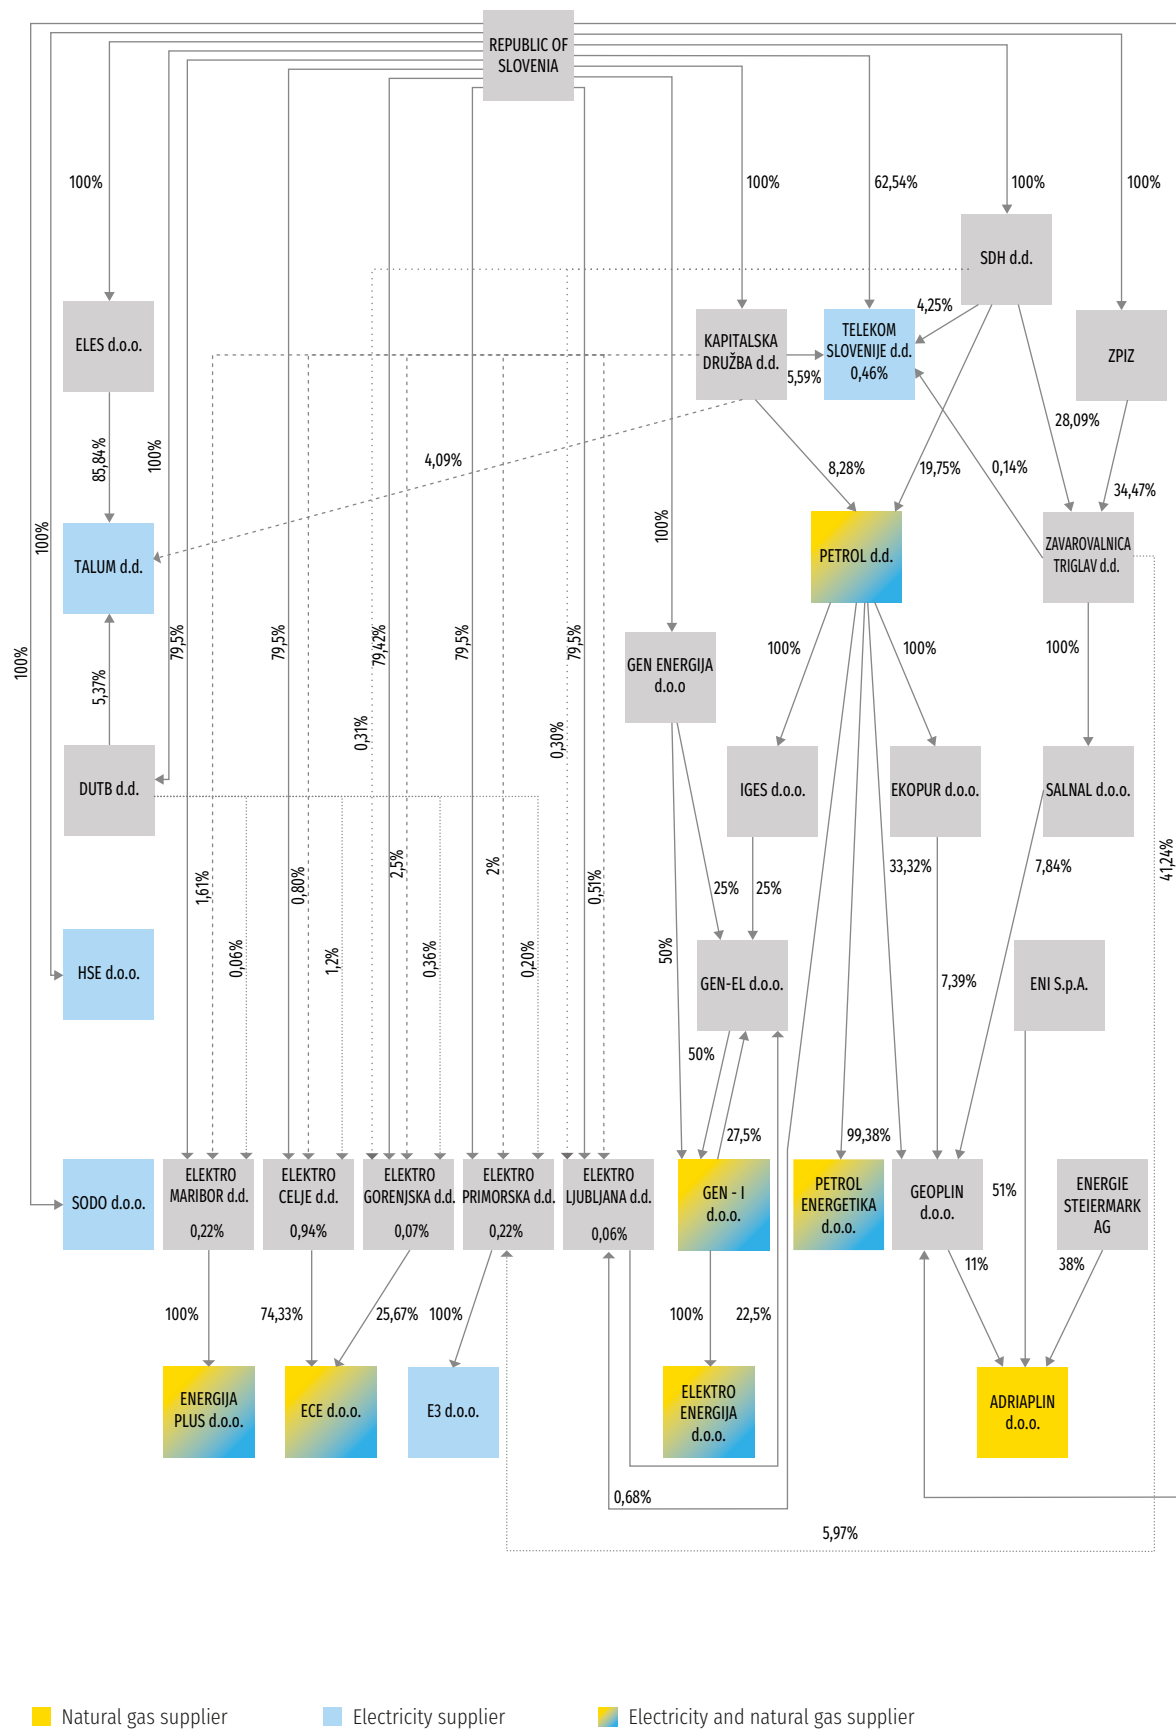 REPUBLIC OF
SLOVENIA
100%
100%
62,54%
100%
100%
SDH d.d.
4,25%
ELES d.o.o.
KAPITALSKA
DRUŽBA d.d.
5,59%
TELEKOM
SLOVENIJE d.d.
0,46%
ZPIZ
85,84%
100%
4,09%
8,28%
19,75%
0,14%
28,09%
34,47%
100%
100%
TALUM d.d.
PETROL d.d.
ZAVAROVALNICA
TRIGLAV d.d.
100%
5,37%
79,5%
79,5%
79,42%
79,5%
79,5%
GEN ENERGIJA
d.o.o
100%
100%
100%
0,31%
0,30%
DUTB d.d.
IGES d.o.o.
EKOPUR d.o.o.
SALNAL d.o.o.
1,61%
0,80%
2,5%
2%
0,51%
25%
25%
33,32%
7,84%
41,24%
0,06%
1,2%
0,36%
0,20%
50%
HSE d.o.o.
GEN-EL d.o.o.
7,39%
ENI S.p.A.
50%
27,5%
99,38%
SODO d.o.o.
ELEKTRO
MARIBOR d.d.
0,22%
ELEKTRO
CELJE d.d.
0,94%
ELEKTRO
GORENJSKA d.d.
0,07%
ELEKTRO
PRIMORSKA d.d.
0,22%
ELEKTRO
LJUBLJANA d.d.
0,06%
GEN - I
d.o.o.
PETROL
ENERGETIKA
d.o.o.
GEOPLIN
d.o.o.
51%
ENERGIE
STEIERMARK
AG
11%
38%
100%
74,33%
25,67%
100%
100%
22,5%
ENERGIJA
PLUS d.o.o.
ECE d.o.o.
E3 d.o.o.
ELEKTRO
ENERGIJA
d.o.o.
ADRIAPLIN
d.o.o.
0,68%
5,97%
Natural gas supplier
Electricity supplier
Electricity and natural gas supplier